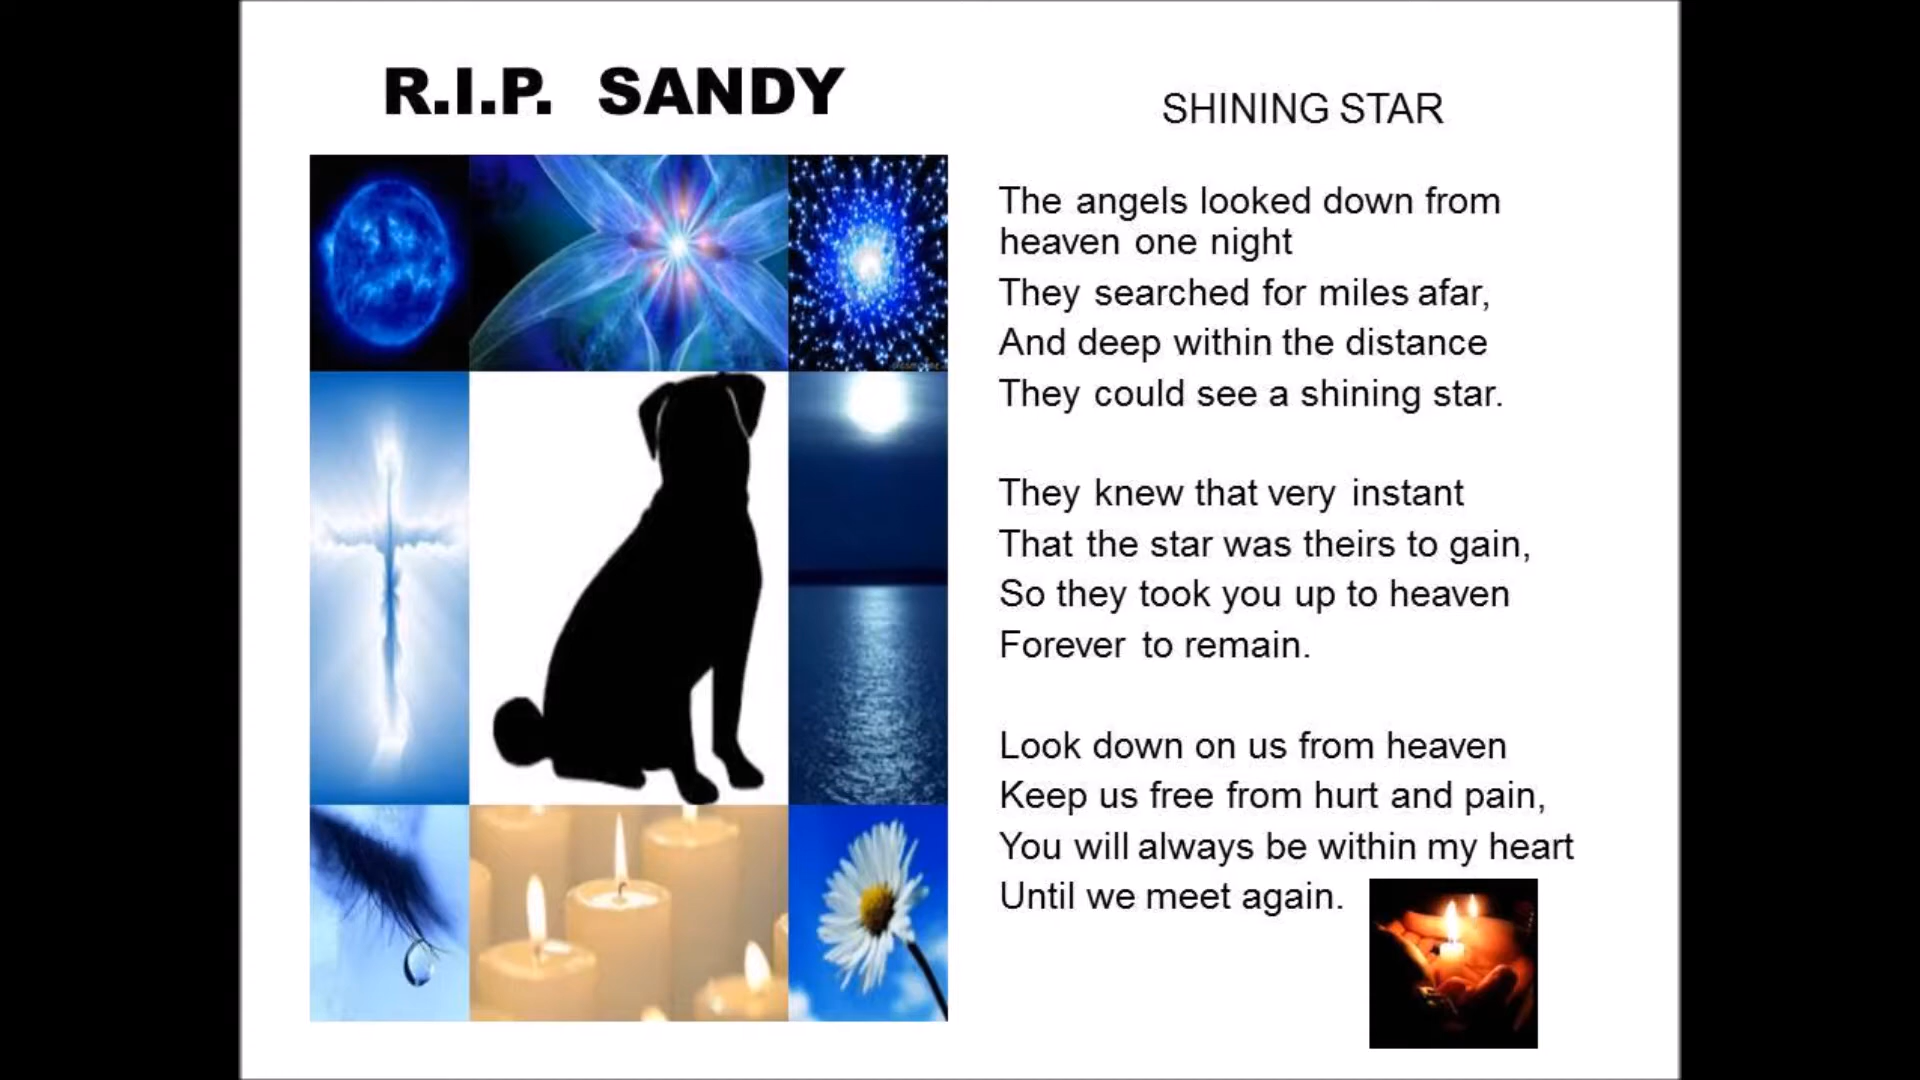 R.I.P. SANDY
SHINING STAR
The angels looked down from
heaven one night
They searched for miles afar,
And deep within the distance
They could see a shining star.
They knew that very instant
That the star was theirs to gain,
So they took you up to heaven
Forever to remain.
Look down on us from heaven
Keep us free from hurt and pain,
You will always be within my heart
Until we meet again.